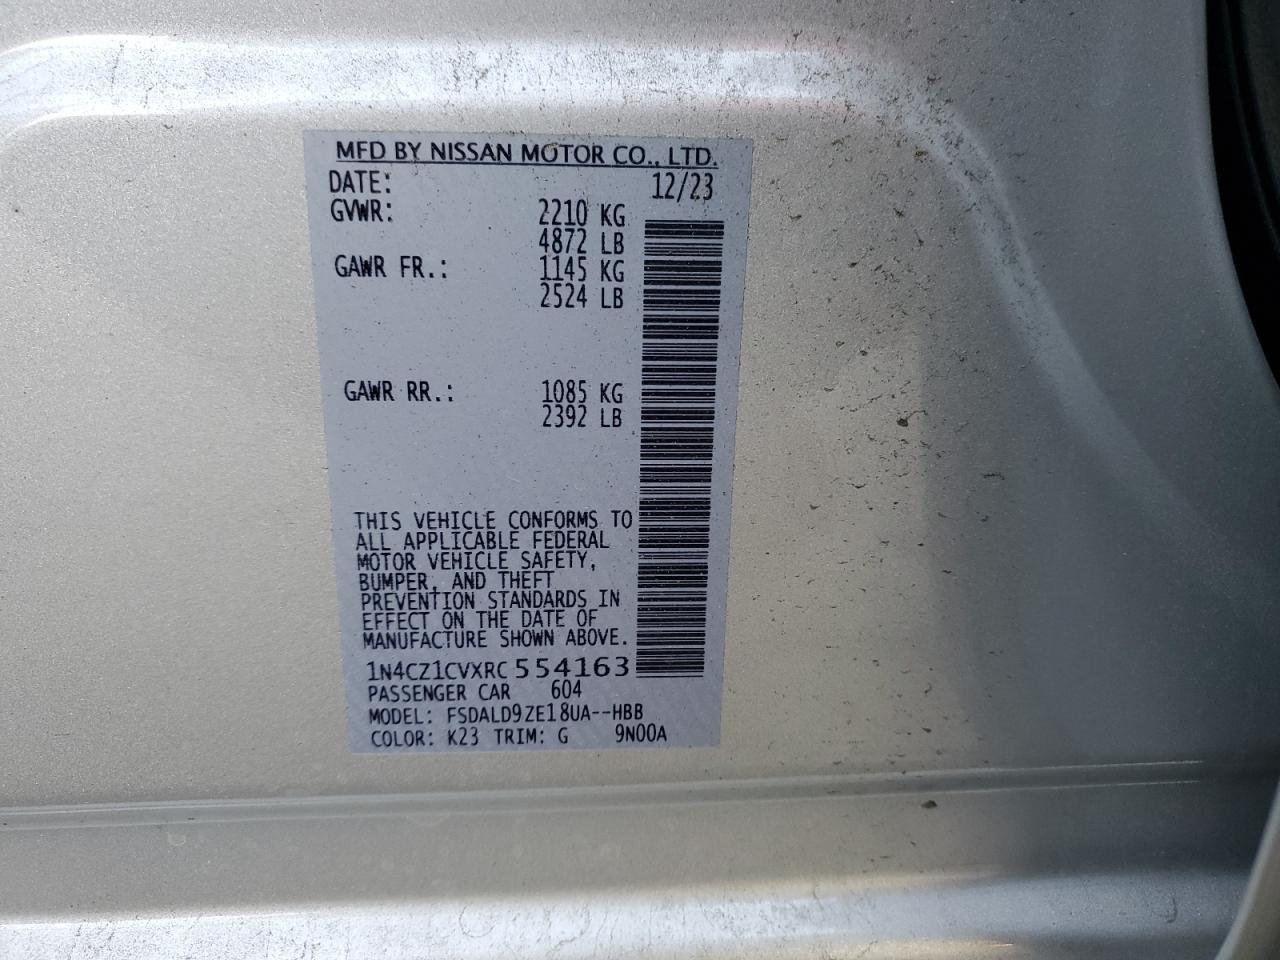 MFD BY NISSAN MOTOR CO., LTD.
DATE: 12/23
GVWR: 2210 KG
4872 LB
GAWR FR.: 1145 KG
2524 LB
GAWR RR.: 1085 KG
2392 LB
THIS VEHICLE CONFORMS TO
ALL APPLICABLE FEDERAL
MOTOR VEHICLE SAFETY,
BUMPER, AND THEFT
PREVENTION STANDARDS IN
EFFECT ON THE DATE OF
MANUFACTURE SHOWN ABOVE.
1N4CZ1CVXRC554163
PASSENGER CAR 604
MODEL: FSDALD9ZE18UA--HBB
COLOR: K23 TRIM: G 9N00A